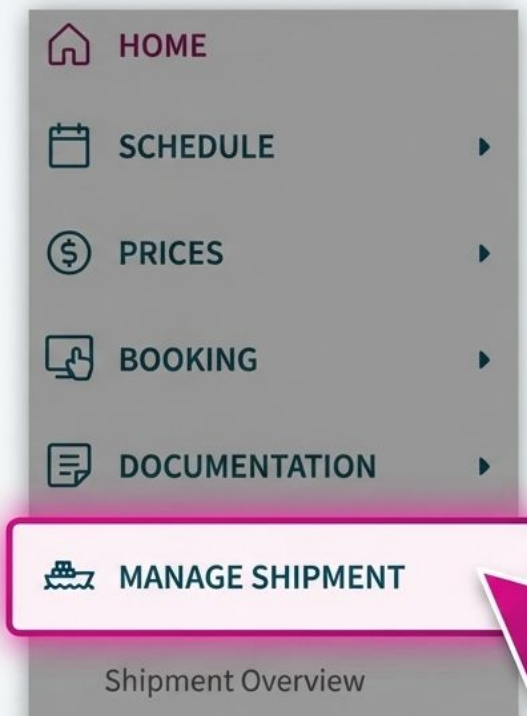 HOME
SCHEDULE
PRICES
BOOKING
DOCUMENTATION
MANAGE SHIPMENT
Shipment Overview